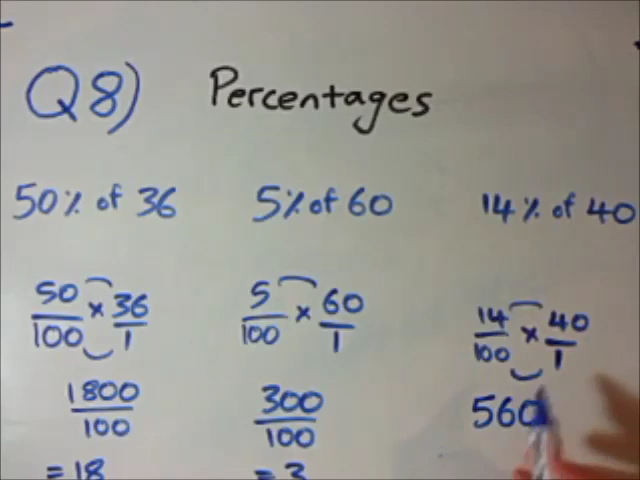 Q8) Percentages
50% of 36
50/100 × 36/1
1800/100
= 18
5% of 60
5/100 × 60/1
300/100
= 3
14% of 40
14/100 × 40/1
560